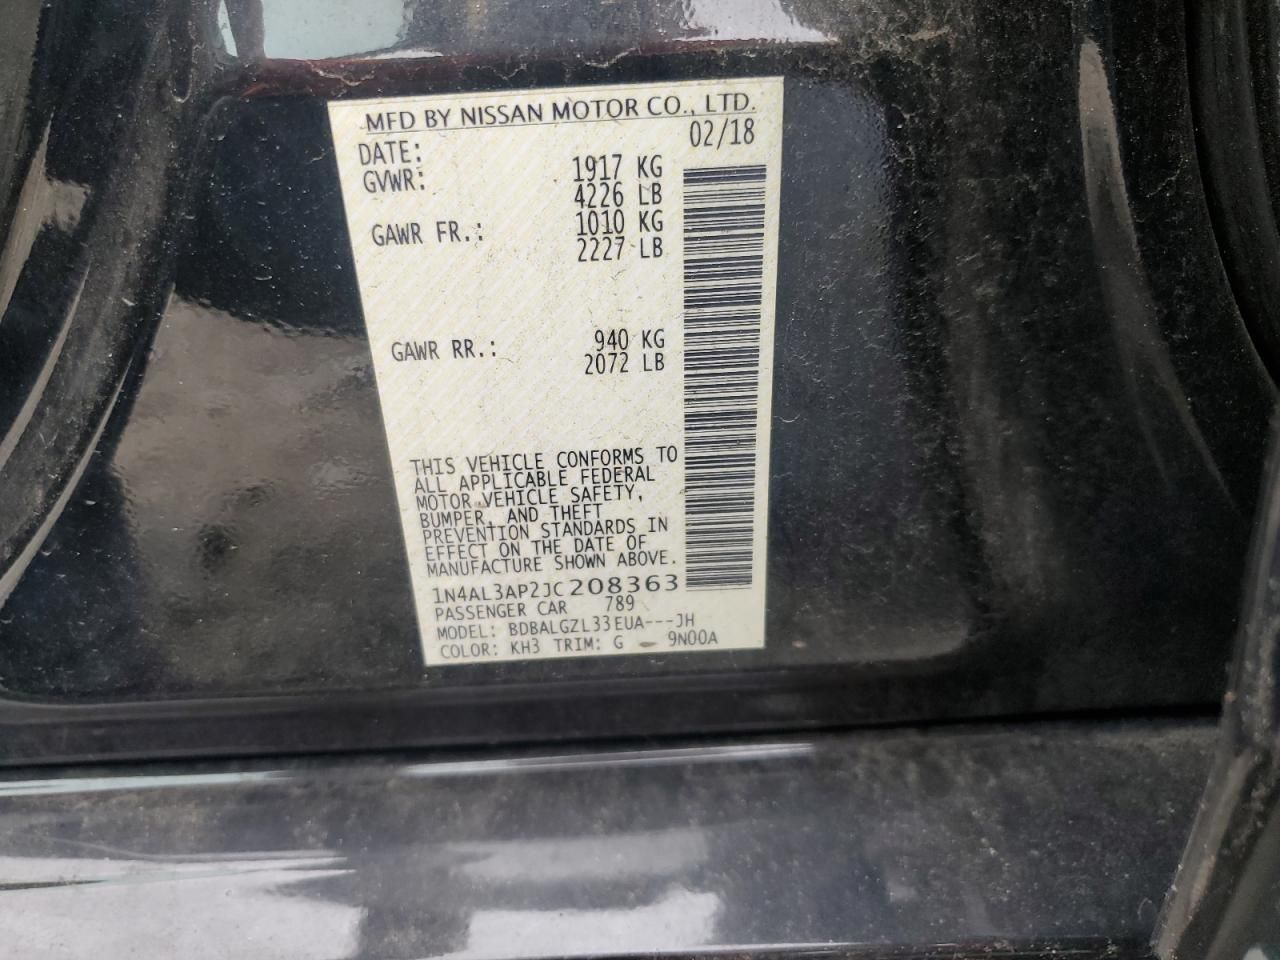 MFD BY NISSAN MOTOR CO., LTD.
DATE: 02/18
GVWR: 1917 KG
4226 LB
GAWR FR.: 1010 KG
2227 LB
GAWR RR.: 940 KG
2072 LB
THIS VEHICLE CONFORMS TO
ALL APPLICABLE FEDERAL
MOTOR VEHICLE SAFETY,
BUMPER, AND THEFT
PREVENTION STANDARDS IN
EFFECT ON THE DATE OF
MANUFACTURE SHOWN ABOVE.
1N4AL3AP2JC208363
PASSENGER CAR 789
MODEL: BDBALGZL33EUA---JH
COLOR: KH3 TRIM: G - 9N00A